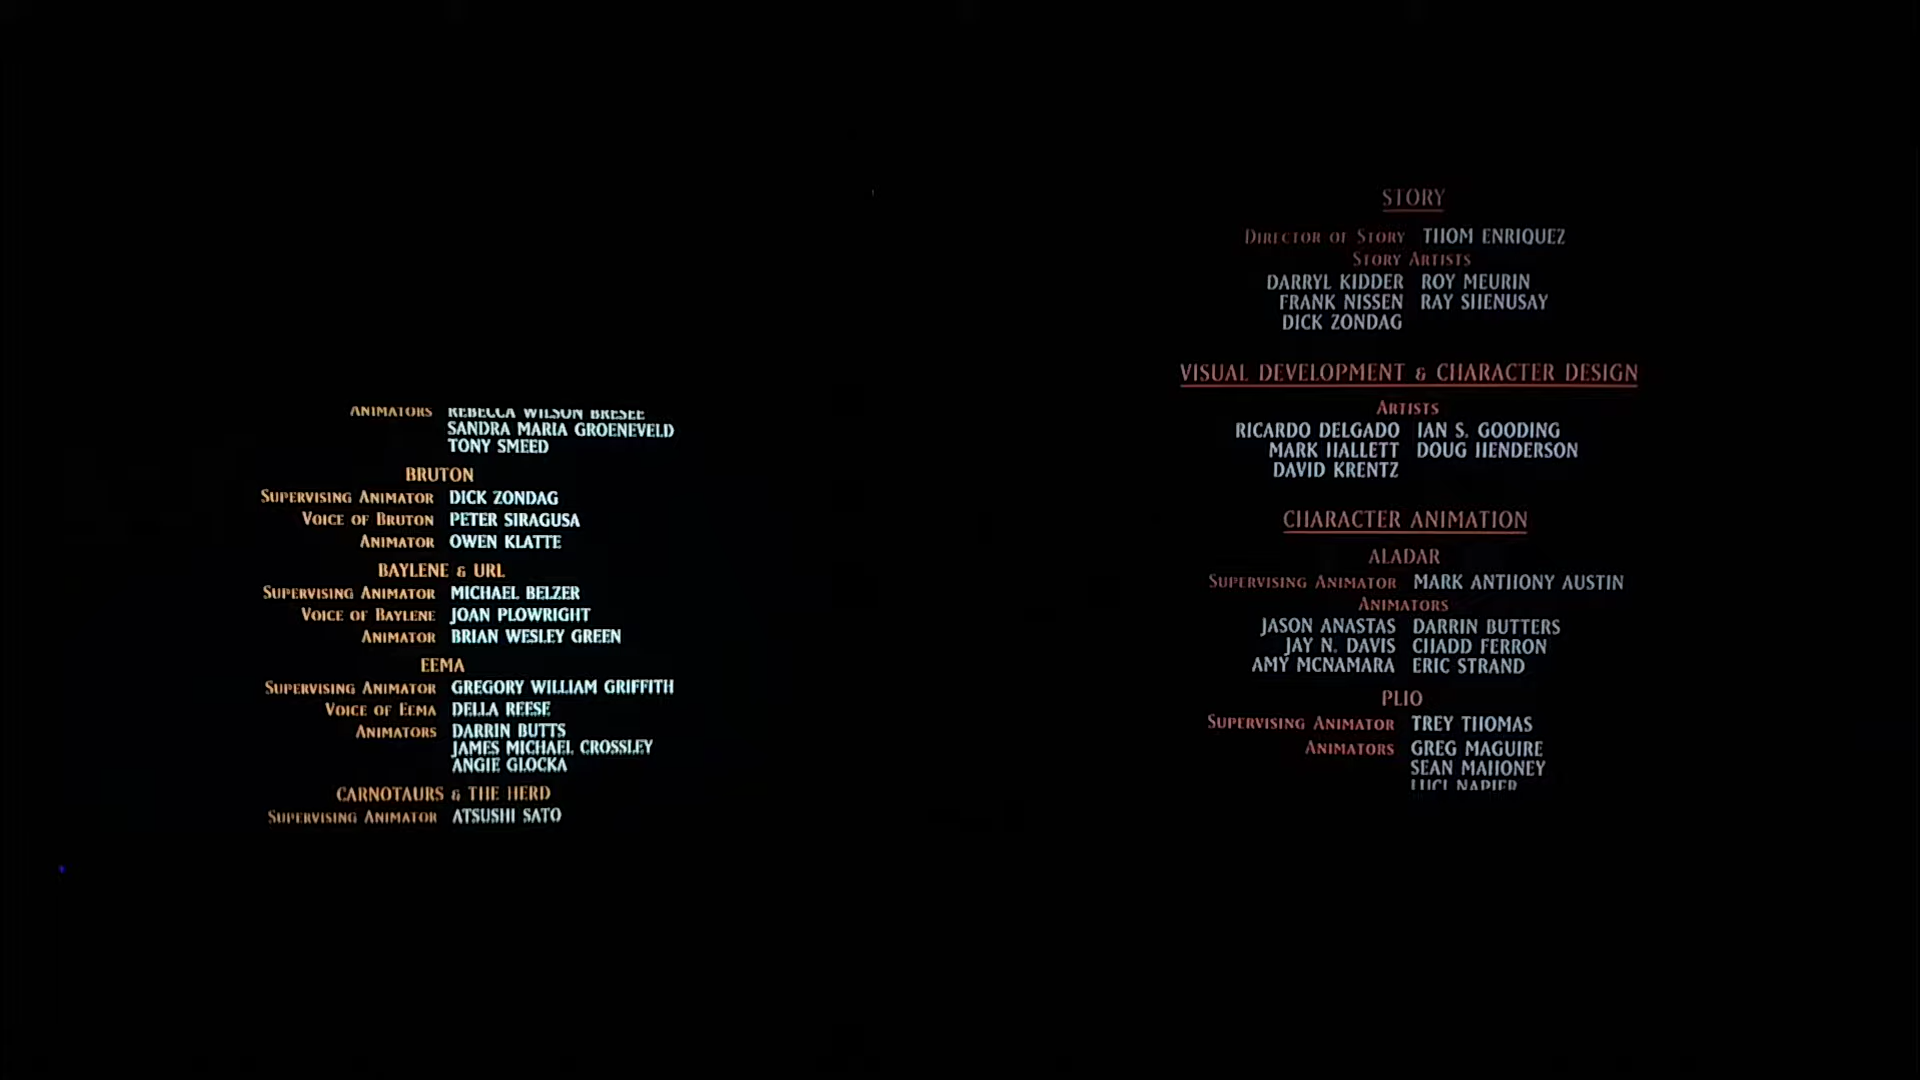 ANIMATORS REBECCA WILSON BRESEE
SANDRA MARIA GROENEVELD
TONY SMEED
BRUTON
SUPERVISING ANIMATOR DICK ZONDAG
VOICE OF BRUTON PETER SIRAGUSA
ANIMATOR OWEN KLATTE
BAYLENE & URL
SUPERVISING ANIMATOR MICHAEL BELZER
VOICE OF BAYLENE JOAN PLOWRIGHT
ANIMATOR BRIAN WESLEY GREEN
EEMA
SUPERVISING ANIMATOR GREGORY WILLIAM GRIFFITH
VOICE OF EEMA DELLA REESE
ANIMATORS DARRIN BUTTS
JAMES MICHAEL CROSSLEY
ANGIE GLOCKA
CARNOTAURS & THE HERD
SUPERVISING ANIMATOR ATSUSHI SATO
STORY
DIRECTOR OF STORY THOM ENRIQUEZ
STORY ARTISTS
DARRYL KIDDER ROY MEURIN
FRANK NISSEN RAY SHENUSAY
DICK ZONDAG
VISUAL DEVELOPMENT & CHARACTER DESIGN
ARTISTS
RICARDO DELGADO IAN S. GOODING
MARK HALLETT DOUG HENDERSON
DAVID KRENTZ
CHARACTER ANIMATION
ALADAR
SUPERVISING ANIMATOR MARK ANTHONY AUSTIN
ANIMATORS
JASON ANASTAS DARRIN BUTTERS
JAY N. DAVIS CHADD FERRON
AMY MCNAMARA ERIC STRAND
PLIO
SUPERVISING ANIMATOR TREY THOMAS
ANIMATORS GREG MAGUIRE
SEAN MAHONEY
LUCI NAPIER